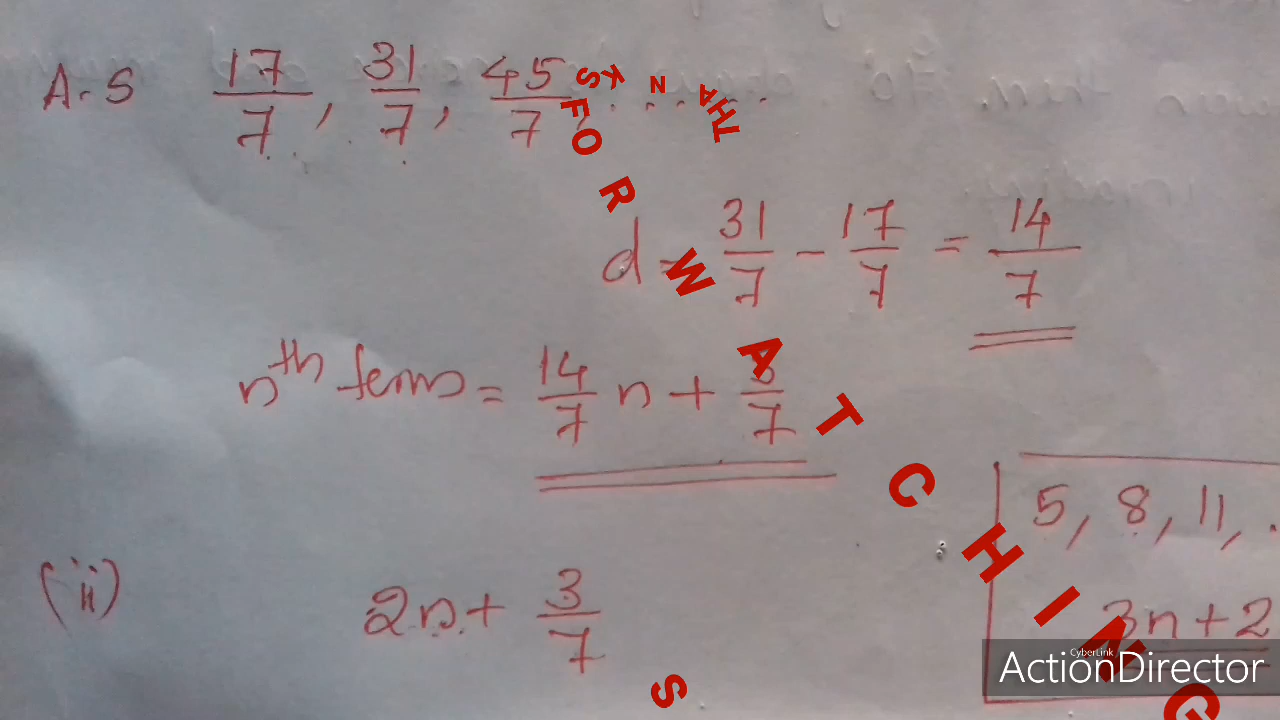 A.S 17/7, 31/7, 45/7, . . . . .
d = 31/7 - 17/7 = 14/7
nth term = 14/7 n + 3/7
5, 8, 11, .
3n+2
(ii) 2n + 3/7
THANKS FOR WATCHING
S
CyberLink
ActionDirector